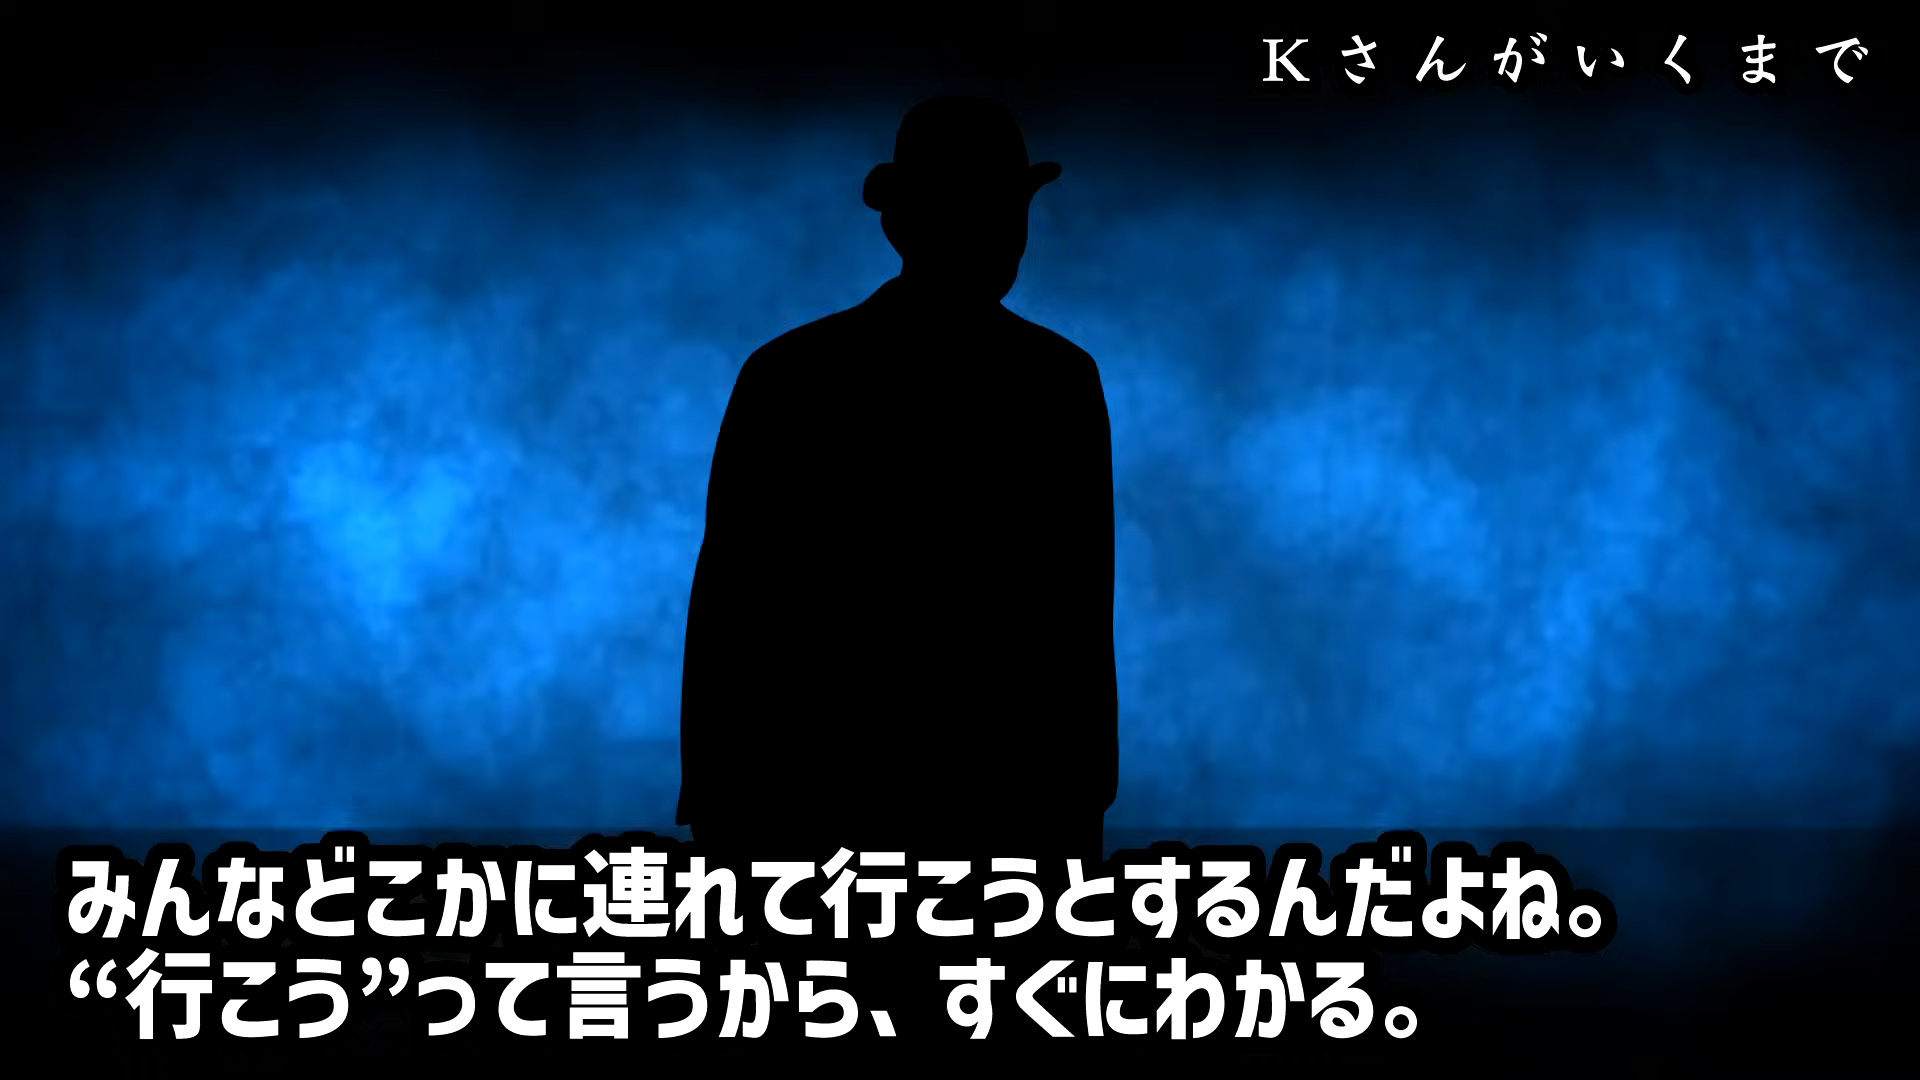 Kさんがいくまで
みんなどこかに連れて行こうとするんだよね。
“行こう”って言うから、すぐにわかる。